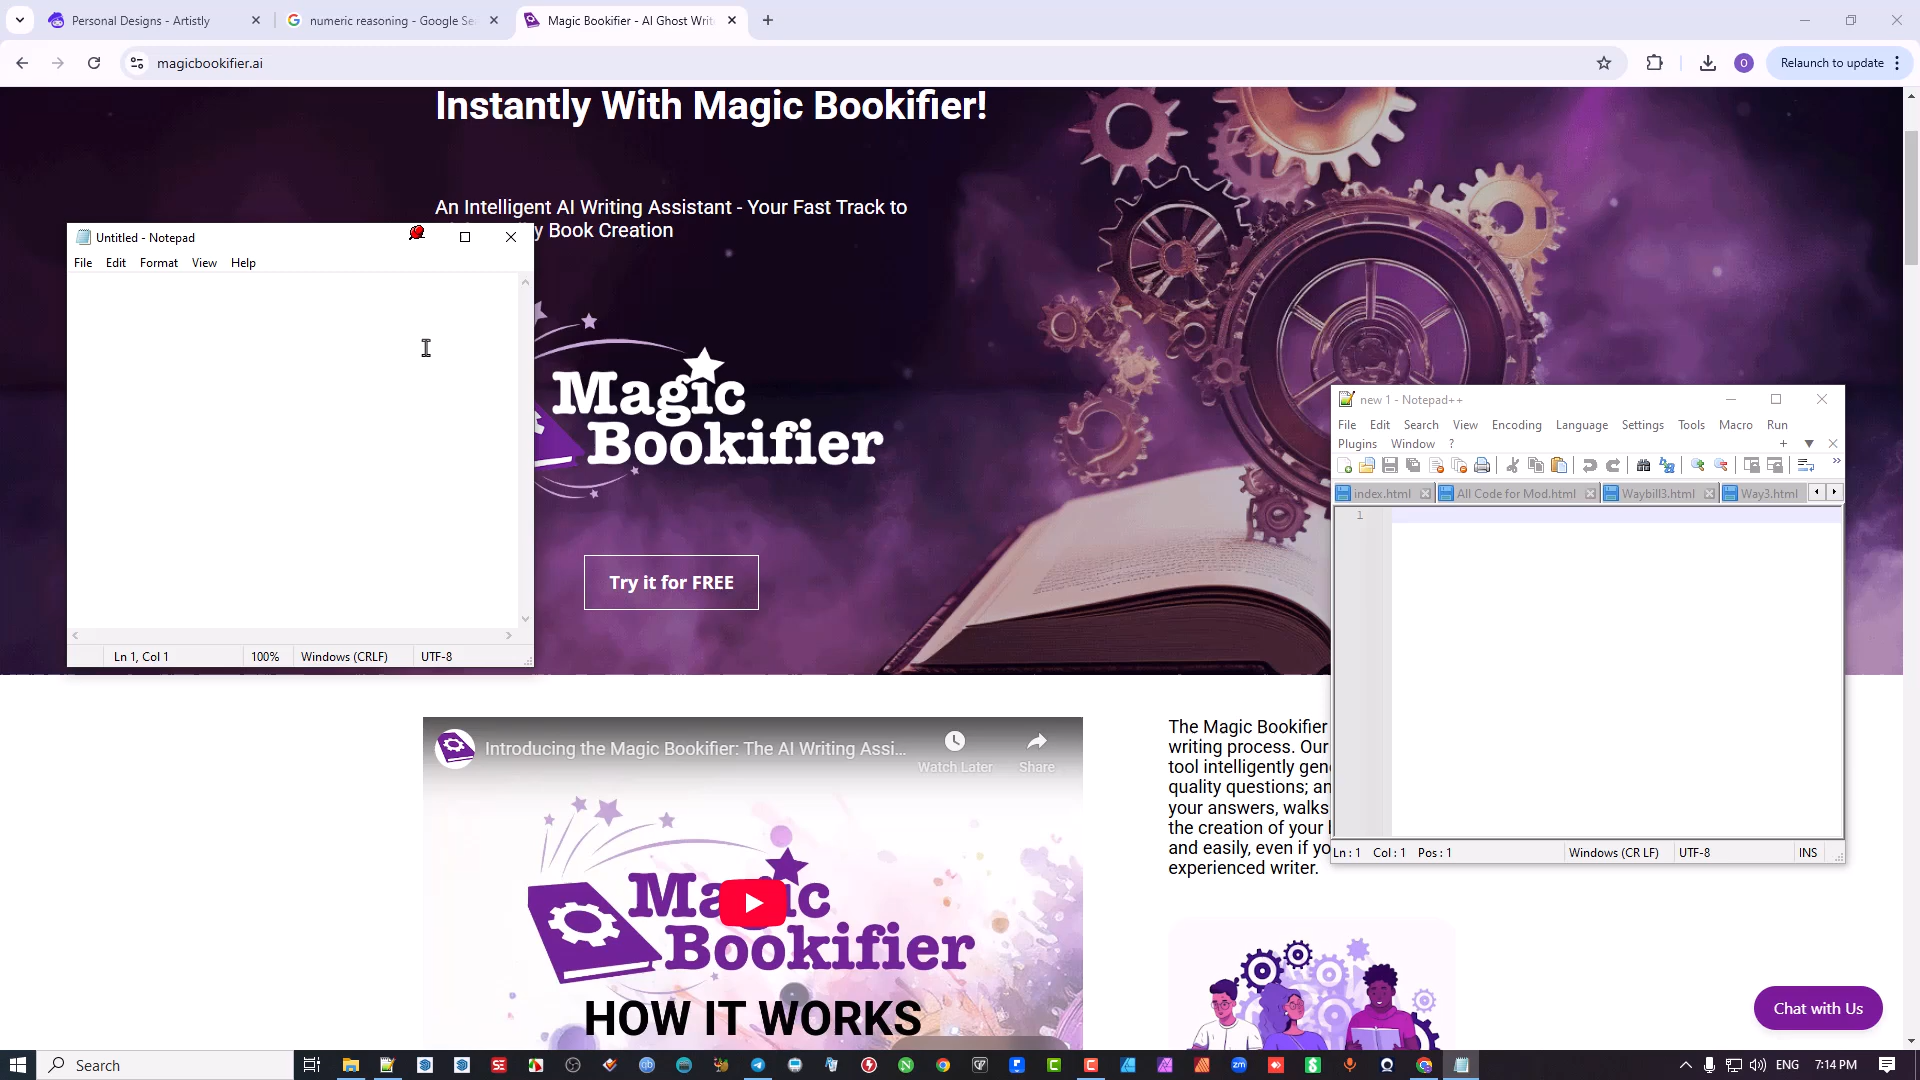 Personal Designs - Artistly
numeric reasoning - Google Se
Magic Bookifier - AI Ghost Writ
magicbookifier.ai
Relaunch to update
Instantly With Magic Bookifier!
An Intelligent AI Writing Assistant - Your Fast Track to
y Book Creation
Untitled - Notepad
File Edit Format View Help
Ln 1, Col 1 100% Windows (CRLF) UTF-8
Magic
Bookifier
Try it for FREE
new 1 - Notepad++
File Edit Search View Encoding Language Settings Tools Macro Run
Plugins Window ?
index.html All Code for Mod.html Waybill3.html Way3.html
1
Ln : 1 Col : 1 Pos : 1 Windows (CR LF) UTF-8 INS
Introducing the Magic Bookifier: The AI Writing Assi...
Watch Later Share
Magic
Bookifier
HOW IT WORKS
The Magic Bookifier
writing process. Our
tool intelligently gen
quality questions; an
your answers, walks
the creation of your
and easily, even if yo
experienced writer.
Chat with Us
Search
ENG 7:14 PM